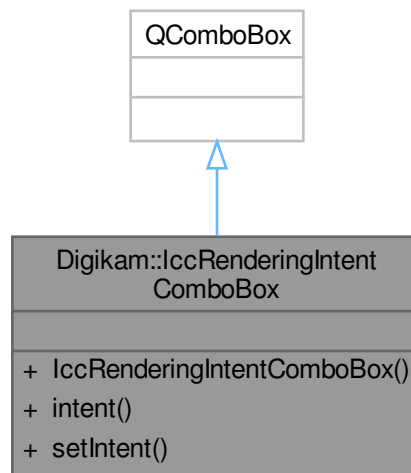 QComboBox
Digikam::IccRenderingIntent
ComboBox
+ IccRenderingIntentComboBox()
+ intent()
+ setIntent()